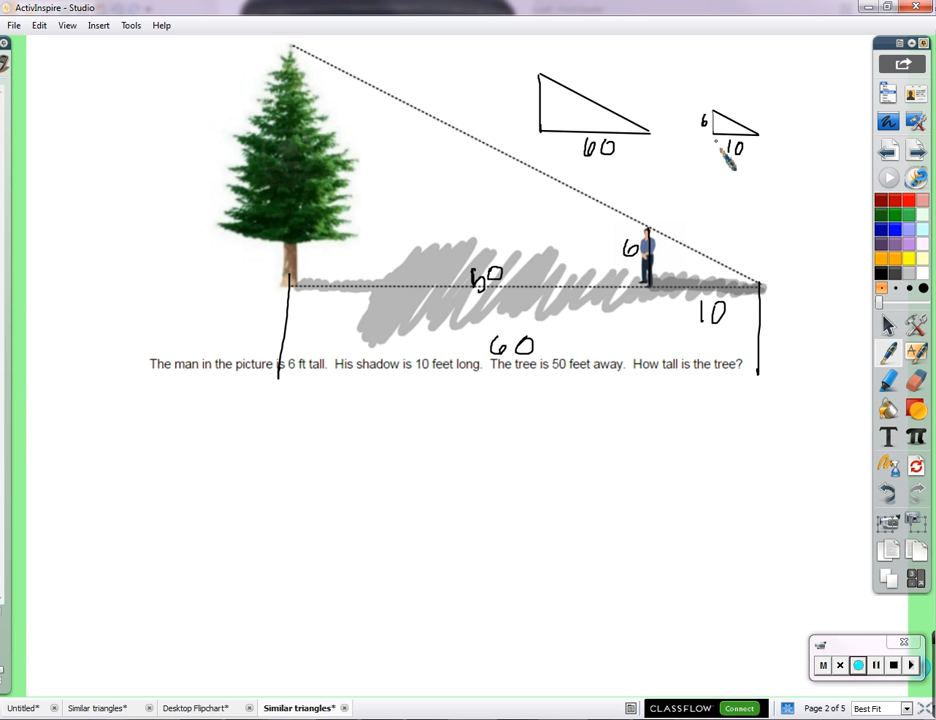 ActivInspire - Studio
File Edit View Insert Tools Help
60
6
10
6
50
10
60
The man in the picture is 6 ft tall. His shadow is 10 feet long. The tree is 50 feet away. How tall is the tree?
T π
M
Untitled* Similar triangles* Desktop Flipchart* Similar triangles*
CLASSFLOW Connect
Page 2 of 5 Best Fit